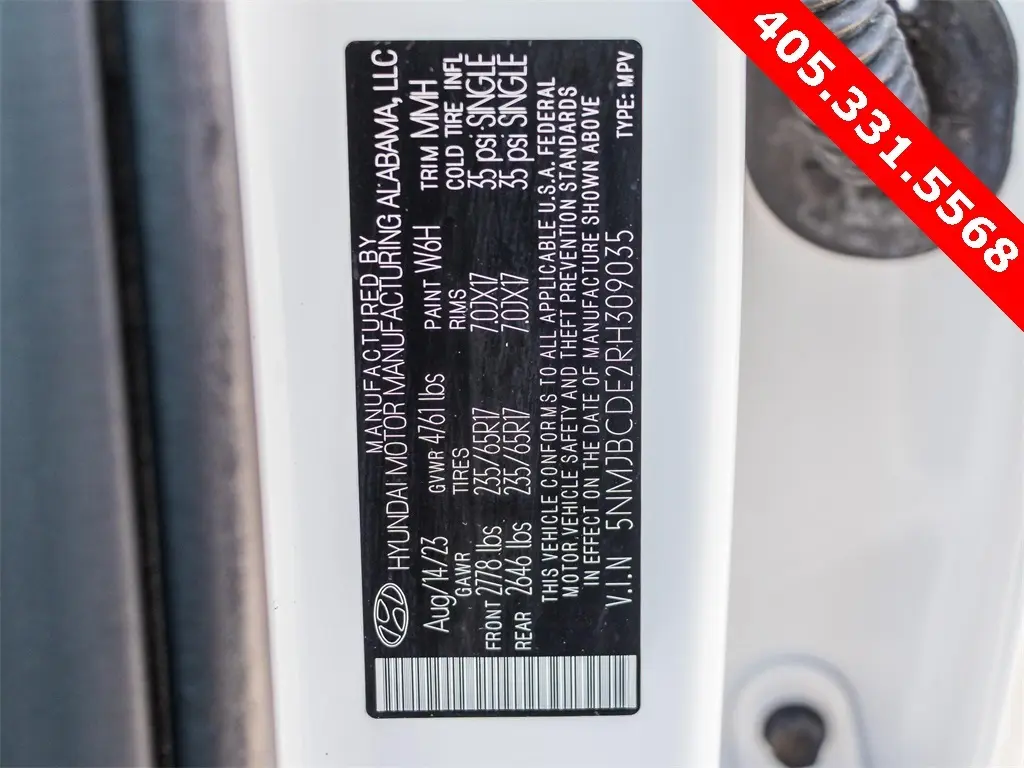 MANUFACTURED BY
HYUNDAI MOTOR MANUFACTURING ALABAMA, LLC
Aug/14/23 GVWR 4761 lbs PAINT W6H TRIM MMH
GAWR TIRES RIMS COLD TIRE INFL
FRONT 2778 lbs 235/65R17 7.0JX17 35 psi SINGLE
REAR 2646 lbs 235/65R17 7.0JX17 35 psi SINGLE
THIS VEHICLE CONFORMS TO ALL APPLICABLE U.S.A. FEDERAL
MOTOR VEHICLE SAFETY AND THEFT PREVENTION STANDARDS
IN EFFECT ON THE DATE OF MANUFACTURE SHOWN ABOVE
V.I.N 5NMJBCDE2RH309035 TYPE: MPV
405.331.5568